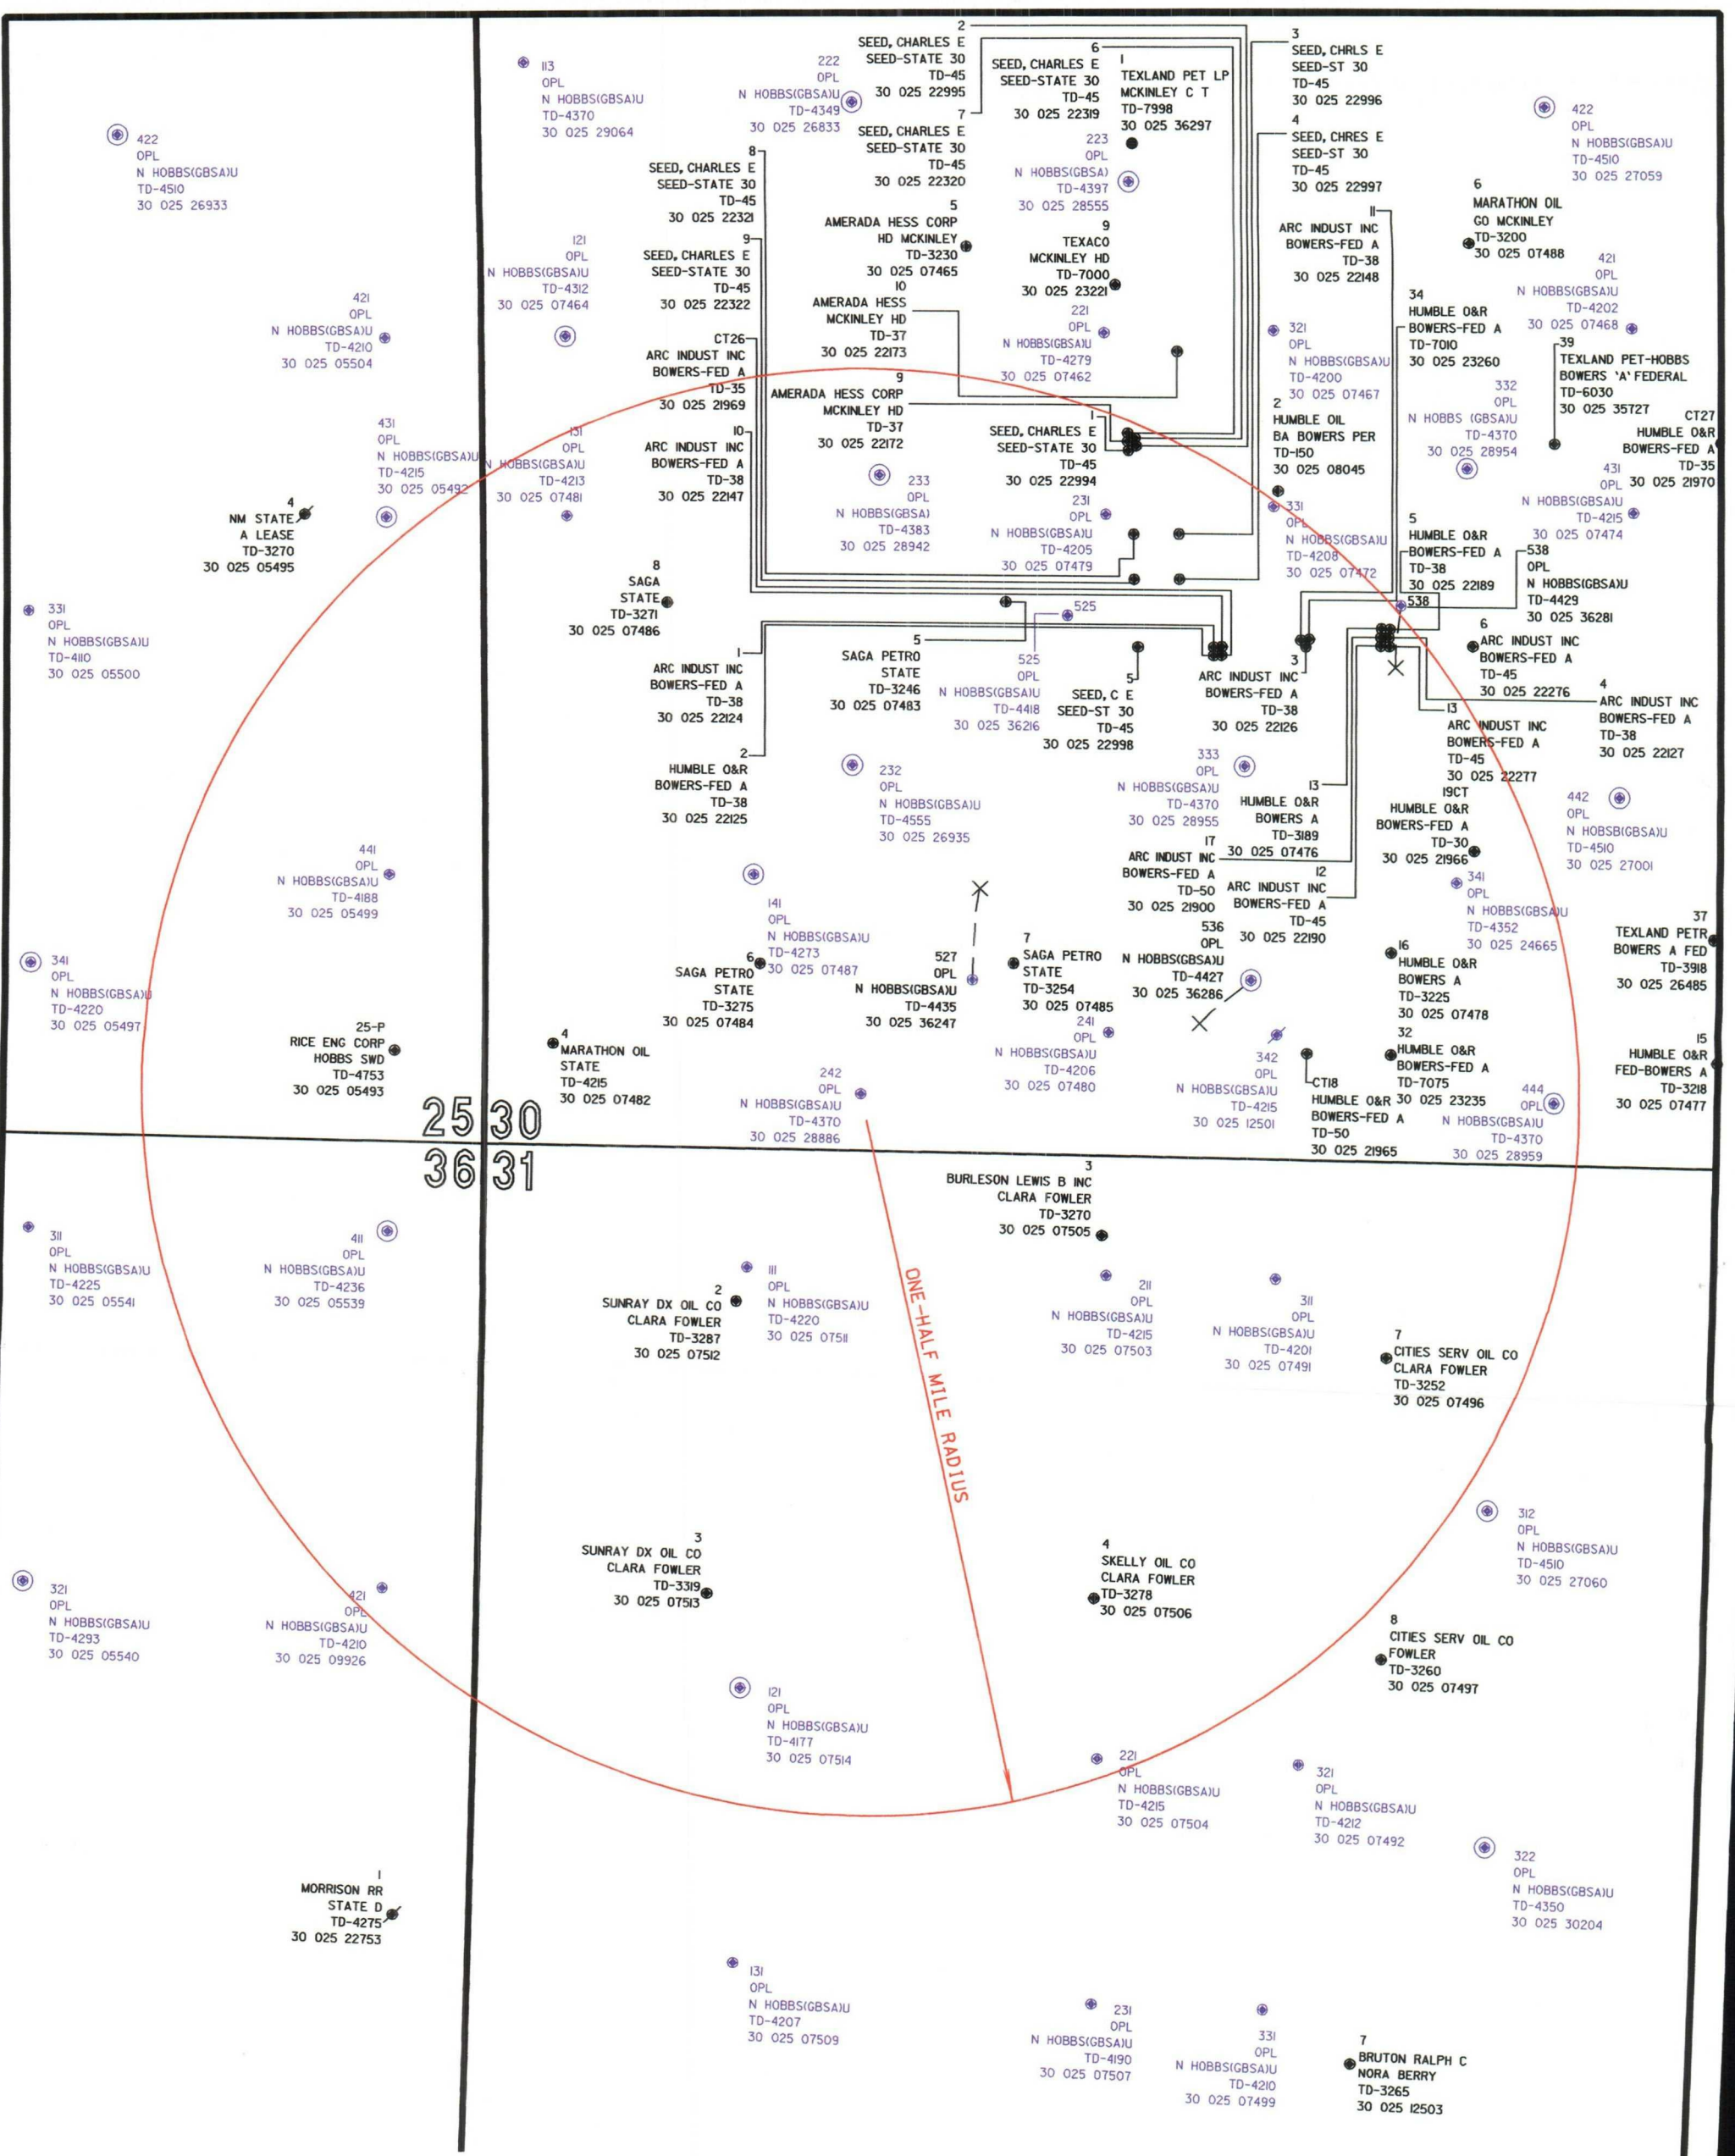 2
SEED, CHARLES E
SEED-STATE 30
TD-45
30 025 22995
6
SEED, CHARLES E
SEED-STATE 30
TD-45
30 025 22319
1
TEXLAND PET LP
MCKINLEY C T
TD-7998
30 025 36297
3
SEED, CHRLS E
SEED-ST 30
TD-45
30 025 22996
113
OPL
N HOBBS(GBSA)U
TD-4370
30 025 29064
222
OPL
N HOBBS(GBSA)U
TD-4349
30 025 26833
422
OPL
N HOBBS(GBSA)U
TD-4510
30 025 26933
7
SEED, CHARLES E
SEED-STATE 30
TD-45
30 025 22320
4
SEED, CHRES E
SEED-ST 30
TD-45
30 025 22997
422
OPL
N HOBBS(GBSA)U
TD-4510
30 025 27059
8
SEED, CHARLES E
SEED-STATE 30
TD-45
30 025 22321
223
OPL
N HOBBS(GBSA)
TD-4397
30 025 28555
5
AMERADA HESS CORP
HD MCKINLEY
TD-3230
30 025 07465
9
TEXACO
MCKINLEY HD
TD-7000
30 025 23221
11
ARC INDUST INC
BOWERS-FED A
TD-38
30 025 22148
6
MARATHON OIL
GO MCKINLEY
TD-3200
30 025 07488
121
OPL
N HOBBS(GBSA)U
TD-4312
30 025 07464
9
SEED, CHARLES E
SEED-STATE 30
TD-45
30 025 22322
421
OPL
N HOBBS(GBSA)U
TD-4202
30 025 07468
10
AMERADA HESS
MCKINLEY HD
TD-37
30 025 22173
34
HUMBLE O&R
BOWERS-FED A
TD-7010
30 025 23260
421
OPL
N HOBBS(GBSA)U
TD-4210
30 025 05504
221
OPL
N HOBBS(GBSA)U
TD-4279
30 025 07462
321
OPL
N HOBBS(GBSA)U
TD-4200
30 025 07467
CT26
ARC INDUST INC
BOWERS-FED A
TD-35
30 025 21969
39
TEXLAND PET-HOBBS
BOWERS 'A' FEDERAL
TD-6030
30 025 35727
9
AMERADA HESS CORP
MCKINLEY HD
TD-37
30 025 22172
332
OPL
N HOBBS (GBSA)U
TD-4370
30 025 28954
2
HUMBLE OIL
BA BOWERS PER
TD-150
30 025 08045
CT27
HUMBLE O&R
BOWERS-FED A
TD-35
30 025 21970
1
SEED, CHARLES E
SEED-STATE 30
TD-45
30 025 22994
431
OPL
N HOBBS(GBSA)U
TD-4215
30 025 05492
131
OPL
N HOBBS(GBSA)U
TD-4213
30 025 07481
10
ARC INDUST INC
BOWERS-FED A
TD-38
30 025 22147
431
OPL
N HOBBS(GBSA)U
TD-4215
30 025 07474
233
OPL
N HOBBS(GBSA)
TD-4383
30 025 28942
231
OPL
N HOBBS(GBSA)U
TD-4205
30 025 07479
331
OPL
N HOBBS(GBSA)U
TD-4208
30 025 07472
4
NM STATE
A LEASE
TD-3270
30 025 05495
5
HUMBLE O&R
BOWERS-FED A
TD-38
30 025 22189
538
OPL
N HOBBS(GBSA)U
TD-4429
30 025 36281
538
8
SAGA
STATE
TD-3271
30 025 07486
331
OPL
N HOBBS(GBSA)U
TD-4110
30 025 05500
525
6
ARC INDUST INC
BOWERS-FED A
TD-45
30 025 22276
5
SAGA PETRO
STATE
TD-3246
30 025 07483
1
ARC INDUST INC
BOWERS-FED A
TD-38
30 025 22124
525
OPL
N HOBBS(GBSA)U
TD-4418
30 025 36216
5
SEED, C E
SEED-ST 30
TD-45
30 025 22998
3
ARC INDUST INC
BOWERS-FED A
TD-38
30 025 22126
4
ARC INDUST INC
BOWERS-FED A
TD-38
30 025 22127
13
ARC INDUST INC
BOWERS-FED A
TD-45
30 025 22277
2
HUMBLE O&R
BOWERS-FED A
TD-38
30 025 22125
232
OPL
N HOBBS(GBSA)U
TD-4555
30 025 26935
333
OPL
N HOBBS(GBSA)U
TD-4370
30 025 28955
13
HUMBLE O&R
BOWERS A
TD-3189
30 025 07476
19CT
HUMBLE O&R
BOWERS-FED A
TD-30
30 025 21966
442
OPL
N HOBSB(GBSA)U
TD-4510
30 025 27001
17
ARC INDUST INC
BOWERS-FED A
TD-50
30 025 21900
12
ARC INDUST INC
BOWERS-FED A
TD-45
30 025 22190
441
OPL
N HOBBS(GBSA)U
TD-4188
30 025 05499
341
OPL
N HOBBS(GBSA)U
TD-4352
30 025 24665
141
OPL
N HOBBS(GBSA)U
TD-4273
30 025 07487
37
TEXLAND PETR
BOWERS A FED
TD-3918
30 025 26485
536
OPL
N HOBBS(GBSA)U
TD-4427
30 025 36286
7
SAGA PETRO
STATE
TD-3254
30 025 07485
16
HUMBLE O&R
BOWERS A
TD-3225
30 025 07478
341
OPL
N HOBBS(GBSA)U
TD-4220
30 025 05497
6
SAGA PETRO
STATE
TD-3275
30 025 07484
527
OPL
N HOBBS(GBSA)U
TD-4435
30 025 36247
25-P
RICE ENG CORP
HOBBS SWD
TD-4753
30 025 05493
4
MARATHON OIL
STATE
TD-4215
30 025 07482
241
OPL
N HOBBS(GBSA)U
TD-4206
30 025 07480
342
OPL
N HOBBS(GBSA)U
TD-4215
30 025 12501
32
HUMBLE O&R
BOWERS-FED A
TD-7075
30 025 23235
15
HUMBLE O&R
FED-BOWERS A
TD-3218
30 025 07477
242
OPL
N HOBBS(GBSA)U
TD-4370
30 025 28886
CT18
HUMBLE O&R
BOWERS-FED A
TD-50
30 025 21965
444
OPL
N HOBBS(GBSA)U
TD-4370
30 025 28959
25 30
36 31
3
BURLESON LEWIS B INC
CLARA FOWLER
TD-3270
30 025 07505
311
OPL
N HOBBS(GBSA)U
TD-4225
30 025 05541
411
OPL
N HOBBS(GBSA)U
TD-4236
30 025 05539
2
SUNRAY DX OIL CO
CLARA FOWLER
TD-3287
30 025 07512
111
OPL
N HOBBS(GBSA)U
TD-4220
30 025 07511
ONE-HALF MILE RADIUS
211
OPL
N HOBBS(GBSA)U
TD-4215
30 025 07503
311
OPL
N HOBBS(GBSA)U
TD-4201
30 025 07491
7
CITIES SERV OIL CO
CLARA FOWLER
TD-3252
30 025 07496
312
OPL
N HOBBS(GBSA)U
TD-4510
30 025 27060
3
SUNRAY DX OIL CO
CLARA FOWLER
TD-3319
30 025 07513
4
SKELLY OIL CO
CLARA FOWLER
TD-3278
30 025 07506
321
OPL
N HOBBS(GBSA)U
TD-4293
30 025 05540
421
OPL
N HOBBS(GBSA)U
TD-4210
30 025 09926
8
CITIES SERV OIL CO
FOWLER
TD-3260
30 025 07497
121
OPL
N HOBBS(GBSA)U
TD-4177
30 025 07514
221
OPL
N HOBBS(GBSA)U
TD-4215
30 025 07504
321
OPL
N HOBBS(GBSA)U
TD-4212
30 025 07492
322
OPL
N HOBBS(GBSA)U
TD-4350
30 025 30204
1
MORRISON RR
STATE D
TD-4275
30 025 22753
131
OPL
N HOBBS(GBSA)U
TD-4207
30 025 07509
231
OPL
N HOBBS(GBSA)U
TD-4190
30 025 07507
331
OPL
N HOBBS(GBSA)U
TD-4210
30 025 07499
7
BRUTON RALPH C
NORA BERRY
TD-3265
30 025 12503